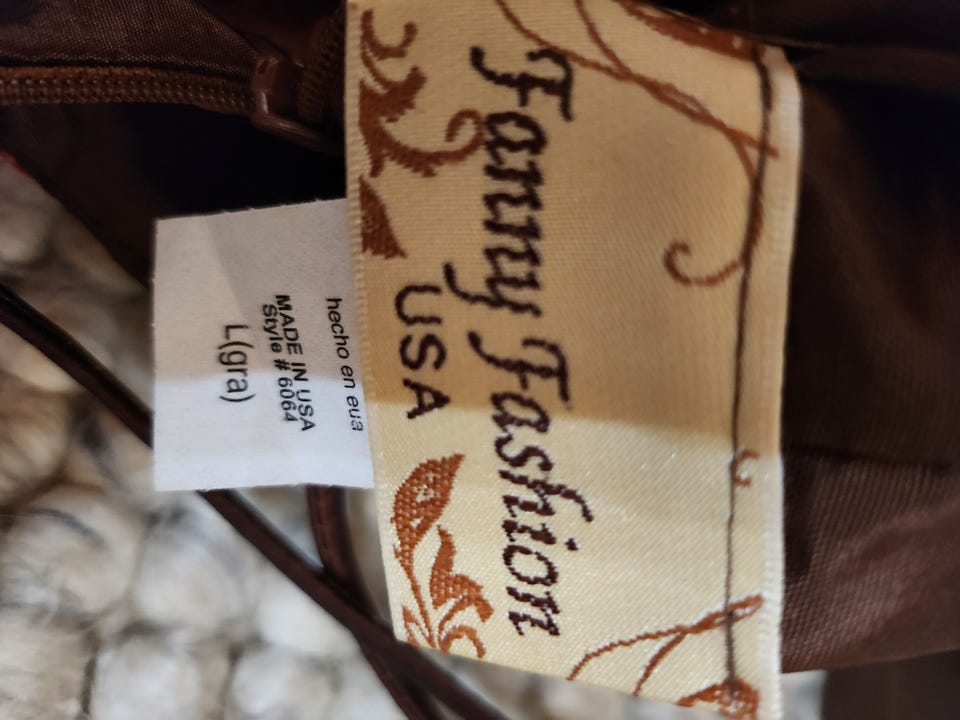 Fanny Fashion
USA
hecho en eua
MADE IN USA
Style # 6064
L(gra)